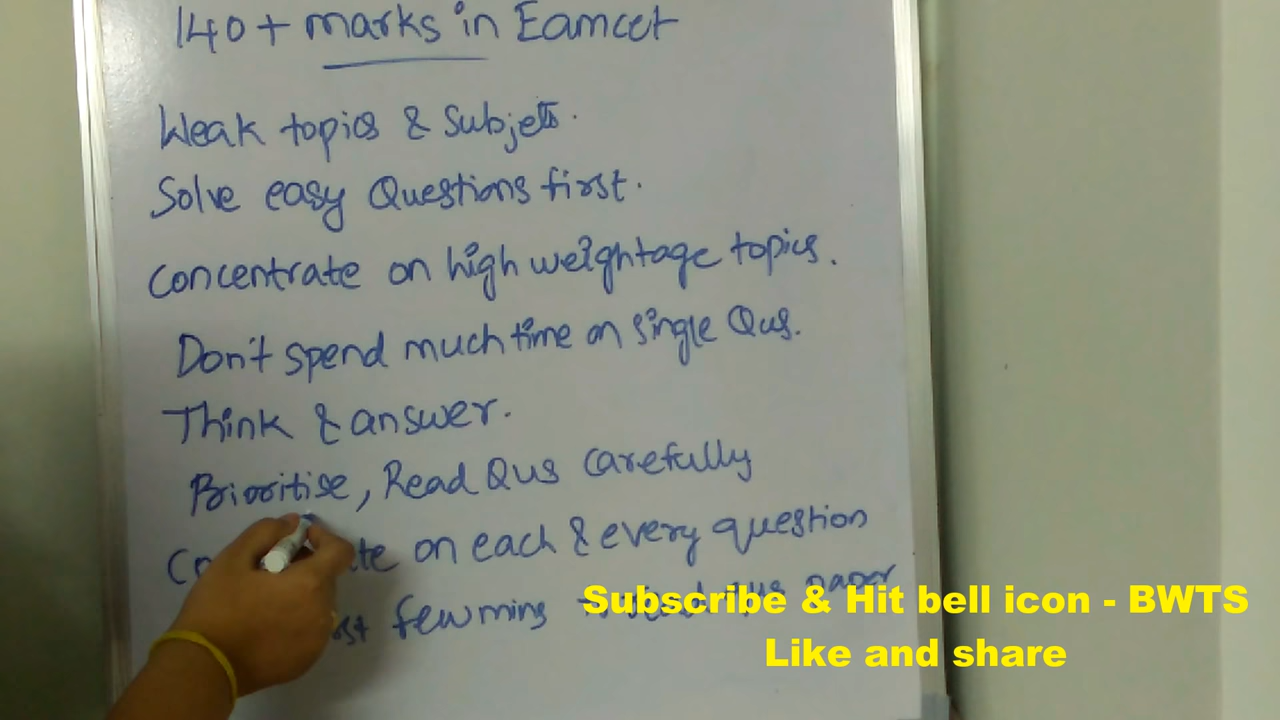 140+ marks in Eamcet
Weak topics & Subjets.
Solve easy Questions first.
Concentrate on high weightage topics.
Don't spend much time on single Qus.
Think & answer.
Prioritise, Read Qus carefully
on each & every question
few mins paper
Subscribe & Hit bell icon - BWTS
Like and share